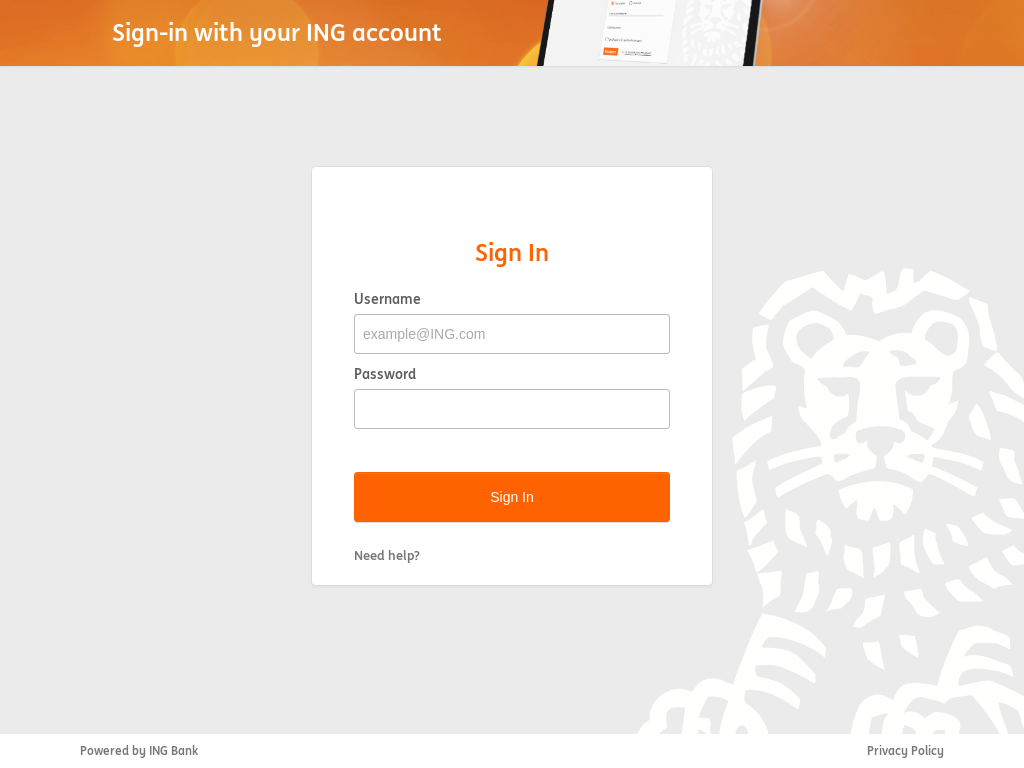 Sign-in with your ING account
Sign In
Username
example@ING.com
Password
Sign In
Need help?
Powered by ING Bank
Privacy Policy